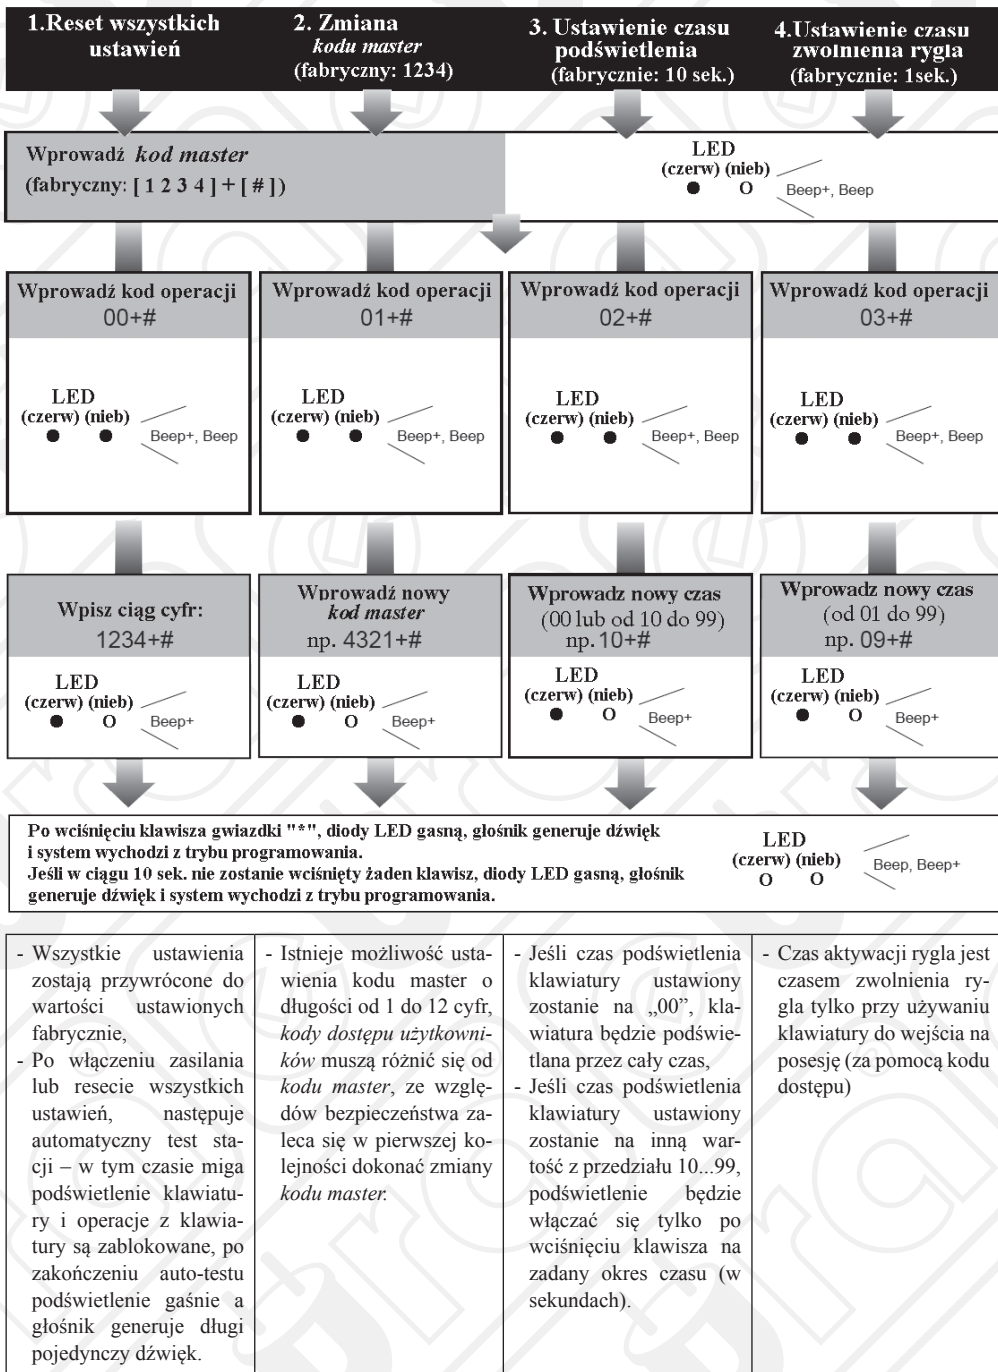 1.Reset wszystkich
ustawień
2. Zmiana
kodu master
(fabryczny: 1234)
3. Ustawienie czasu
podświetlenia
(fabrycznie: 10 sek.)
4.Ustawienie czasu
zwolnienia rygla
(fabrycznie: 1sek.)
Wprowadź kod master
(fabryczny: [ 1 2 3 4 ] + [ # ])
LED
(czerw) (nieb)
Beep+, Beep
Wprowadź kod operacji
00+#
LED
(czerw) (nieb)
Beep+, Beep
Wprowadź kod operacji
01+#
LED
(czerw) (nieb)
Beep+, Beep
Wprowadź kod operacji
02+#
LED
(czerw) (nieb)
Beep+, Beep
Wprowadź kod operacji
03+#
LED
(czerw) (nieb)
Beep+, Beep
Wpisz ciąg cyfr:
1234+#
LED
(czerw) (nieb)
Beep+
Wprowadź nowy
kod master
np. 4321+#
LED
(czerw) (nieb)
Beep+
Wprowadz nowy czas
(00 lub od 10 do 99)
np. 10+#
LED
(czerw) (nieb)
Beep+
Wprowadz nowy czas
(od 01 do 99)
np. 09+#
LED
(czerw) (nieb)
Beep+
Po wciśnięciu klawisza gwiazdki "*", diody LED gasną, głośnik generuje dźwięk
i system wychodzi z trybu programowania.
Jeśli w ciągu 10 sek. nie zostanie wciśnięty żaden klawisz, diody LED gasną, głośnik
generuje dźwięk i system wychodzi z trybu programowania.
LED
(czerw) (nieb)
Beep, Beep+
- Wszystkie ustawienia
zostają przywrócone do
wartości ustawionych
fabrycznie,
- Po włączeniu zasilania
lub resecie wszystkich
ustawień, następuje
automatyczny test sta-
cji – w tym czasie miga
podświetlenie klawiatu-
ry i operacje z klawia-
tury są zablokowane, po
zakończeniu auto-testu
podświetlenie gaśnie a
głośnik generuje długi
pojedynczy dźwięk.
- Istnieje możliwość usta-
wienia kodu master o
długości od 1 do 12 cyfr,
kody dostępu użytkowni-
ków muszą różnić się od
kodu master, ze wzglę-
dów bezpieczeństwa za-
leca się w pierwszej ko-
lejności dokonać zmiany
kodu master.
- Jeśli czas podświetlenia
klawiatury ustawiony
zostanie na „00”, kla-
wiatura będzie podświe-
tlana przez cały czas,
- Jeśli czas podświetlenia
klawiatury ustawiony
zostanie na inną war-
tość z przedziału 10...99,
podświetlenie będzie
włączać się tylko po
wciśnięciu klawisza na
zadany okres czasu (w
sekundach).
- Czas aktywacji rygla jest
czasem zwolnienia ry-
gla tylko przy używaniu
klawiatury do wejścia na
posesję (za pomocą kodu
dostępu)